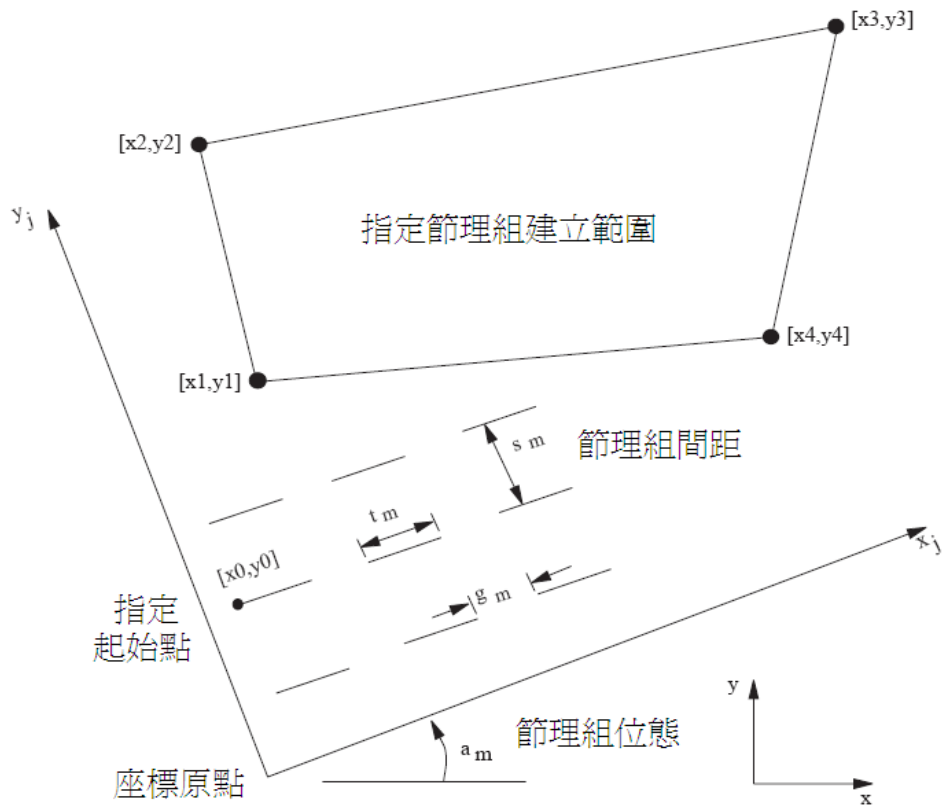 [x3,y3]
[x2,y2]
y j
指定節理組建立範圍
[x4,y4]
[x1,y1]
s m
節理組間距
t m
[x0,y0]
x j
g m
指定
起始點
y
節理組位態
a m
座標原點
x